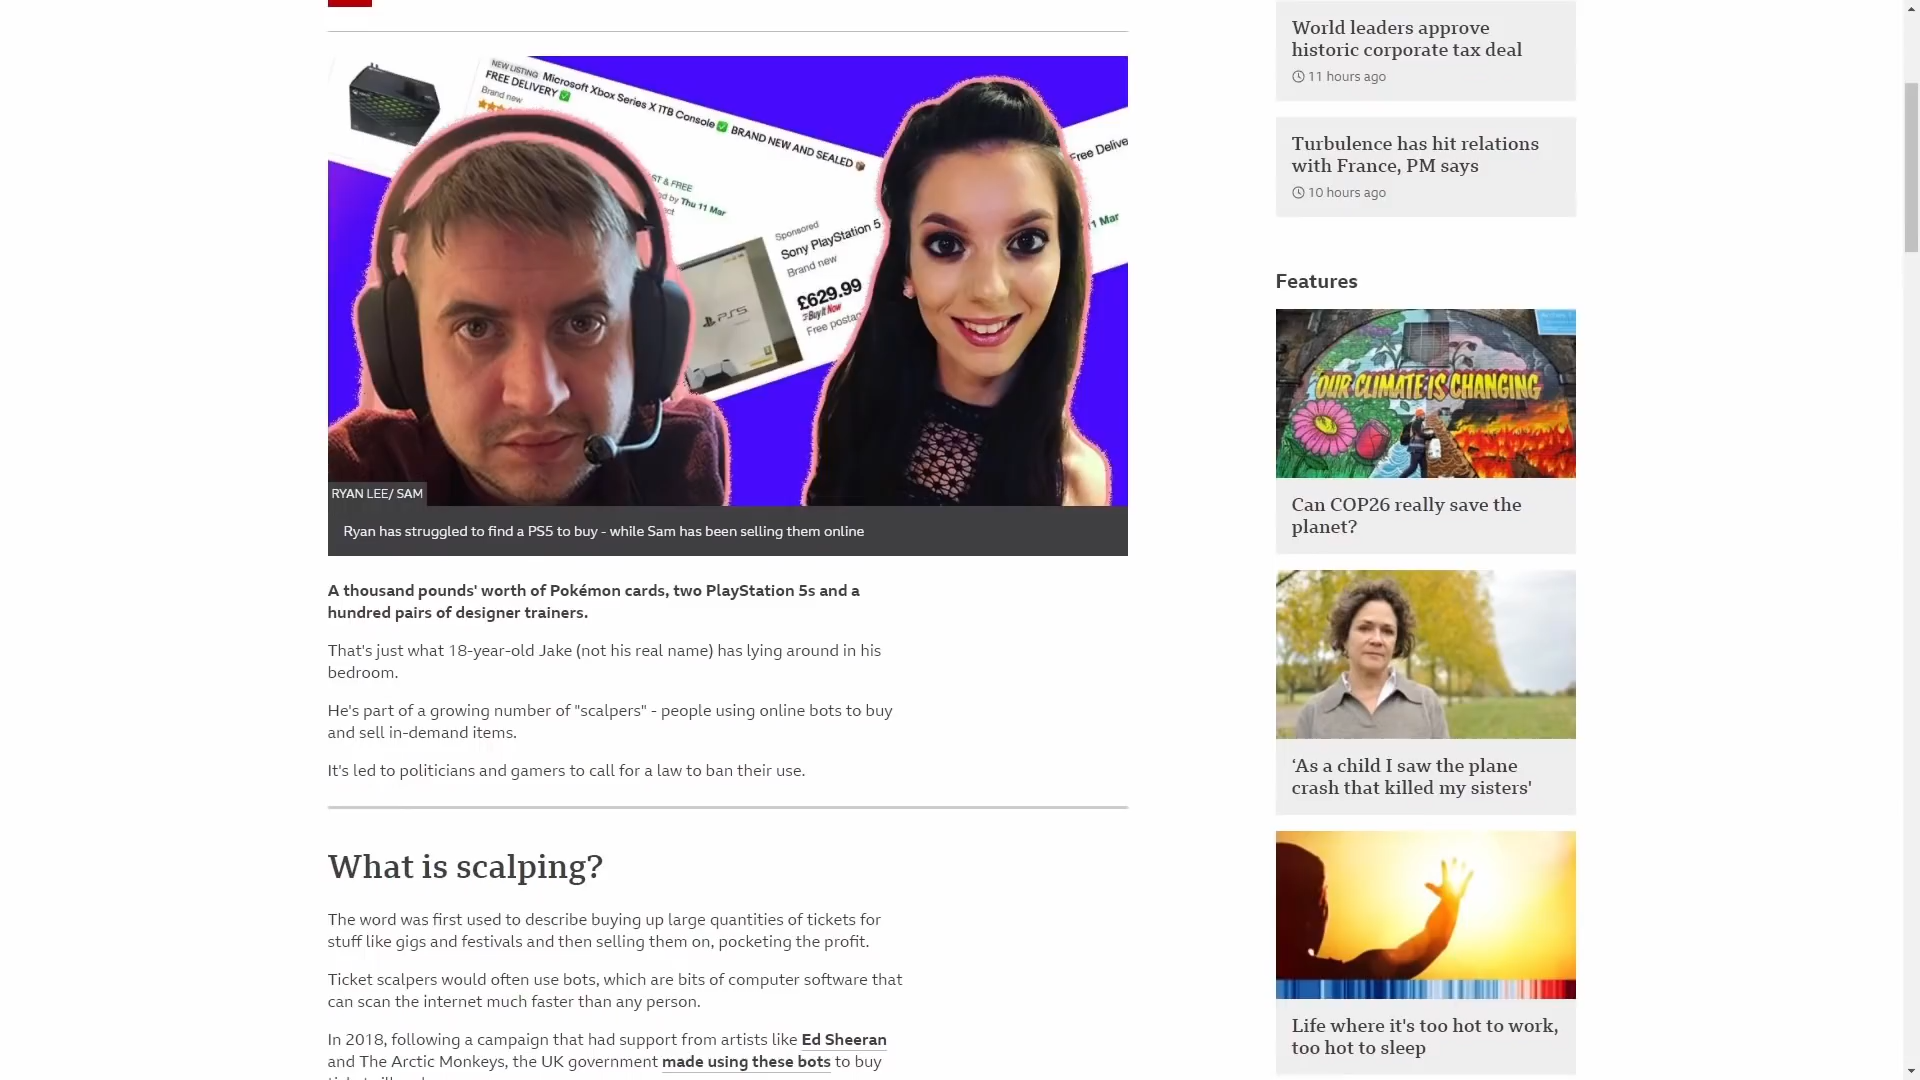 NEW LISTING Microsoft Xbox Series X 1TB Console ✅ BRAND NEW AND SEALED
FREE DELIVERY ✅
Brand new
ST & FREE
d by Thu 11 Mar
Sponsored
Sony PlayStation 5
Brand new
£629.99
Buy It Now
Free
PS5
Free
11 Mar
RYAN LEE/ SAM
Ryan has struggled to find a PS5 to buy - while Sam has been selling them online
A thousand pounds' worth of Pokémon cards, two PlayStation 5s and a
hundred pairs of designer trainers.
That's just what 18-year-old Jake (not his real name) has lying around in his
bedroom.
He's part of a growing number of "scalpers" - people using online bots to buy
and sell in-demand items.
It's led to politicians and gamers to call for a law to ban their use.
What is scalping?
The word was first used to describe buying up large quantities of tickets for
stuff like gigs and festivals and then selling them on, pocketing the profit.
Ticket scalpers would often use bots, which are bits of computer software that
can scan the internet much faster than any person.
In 2018, following a campaign that had support from artists like Ed Sheeran
and The Arctic Monkeys, the UK government made using these bots to buy
World leaders approve
historic corporate tax deal
11 hours ago
Turbulence has hit relations
with France, PM says
10 hours ago
Features
OUR CLIMATE IS CHANGING
Can COP26 really save the
planet?
‘As a child I saw the plane
crash that killed my sisters'
Life where it's too hot to work,
too hot to sleep